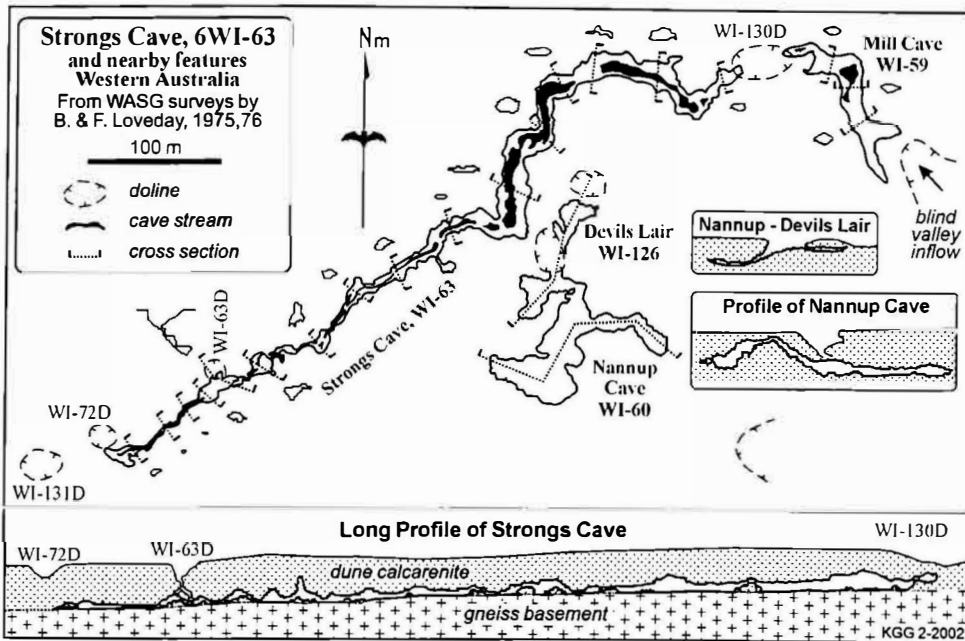 Strongs Cave, 6WI-63
and nearby features
Western Australia
From WASG surveys by
B. & F. Loveday, 1975,76
100 m
doline
cave stream
cross section
Nm
WI-130D
Mill Cave
WI-59
blind
valley
inflow
Devils Lair
WI-126
Nannup - Devils Lair
Profile of Nannup Cave
Nannup
Cave
WI-60
Strongs Cave, WI-63
WI-63D
WI-72D
WI-131D
Long Profile of Strongs Cave
WI-72D
WI-63D
WI-130D
dune calcarenite
gneiss basement
KGG 2-2002